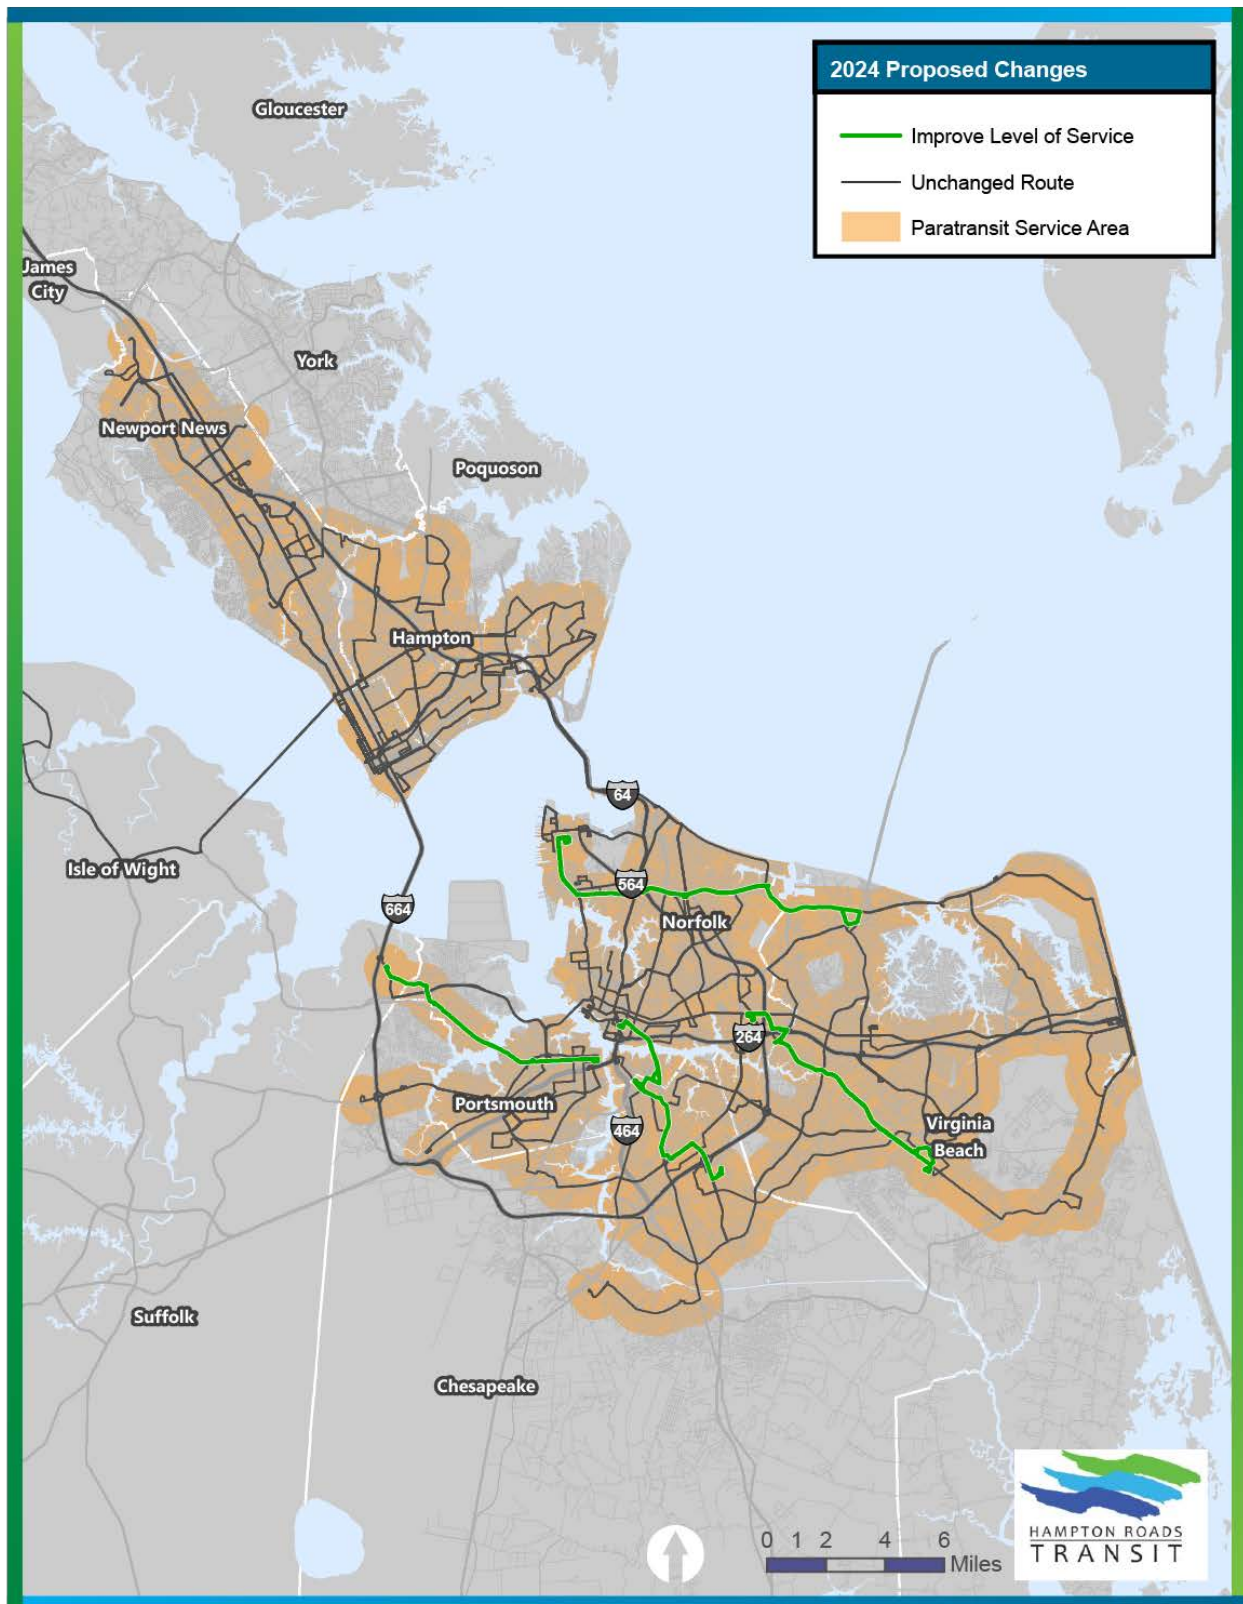 2024 Proposed Changes
Improve Level of Service
Unchanged Route
Paratransit Service Area
Gloucester
James
City
York
Newport News
Poquoson
Hampton
64
Isle of Wight
564
664
Norfolk
264
Portsmouth
464
Virginia
Beach
Suffolk
Chesapeake
0 1 2 4 6
Miles
HAMPTON ROADS
TRANSIT